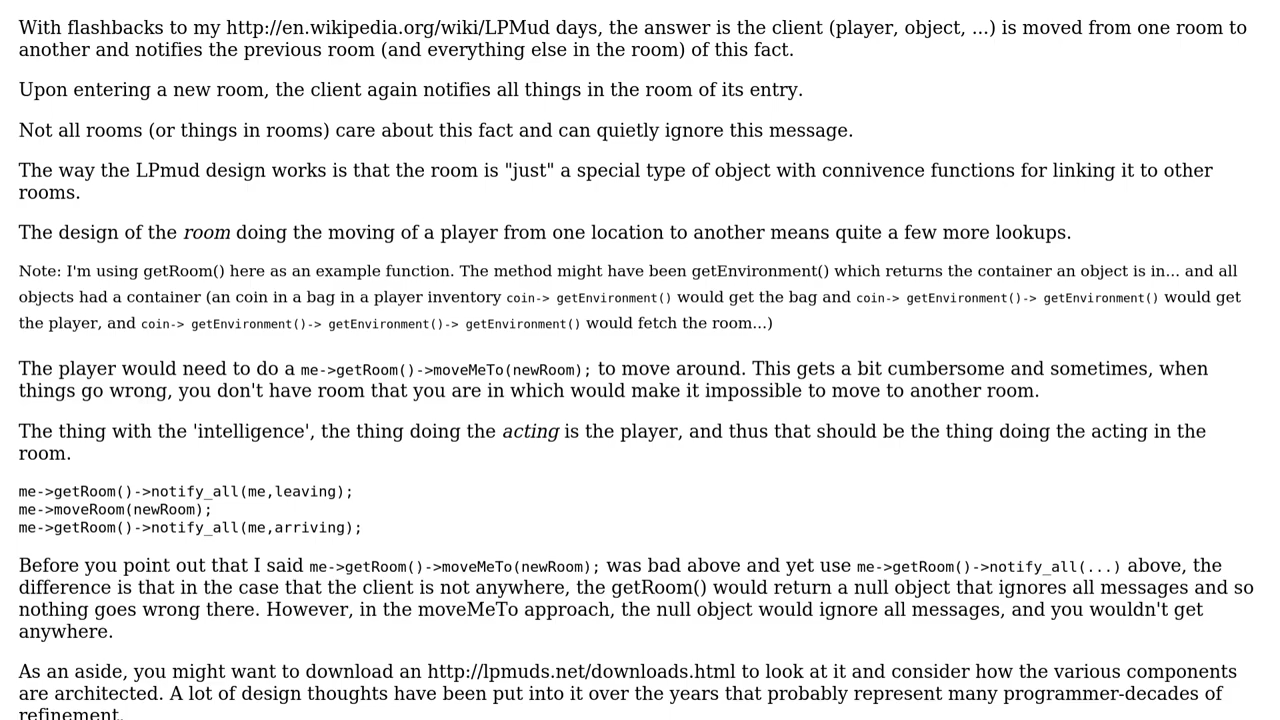 With flashbacks to my http://en.wikipedia.org/wiki/LPMud days, the answer is the client (player, object, ...) is moved from one room to
another and notifies the previous room (and everything else in the room) of this fact.
Upon entering a new room, the client again notifies all things in the room of its entry.
Not all rooms (or things in rooms) care about this fact and can quietly ignore this message.
The way the LPmud design works is that the room is "just" a special type of object with connivence functions for linking it to other
rooms.
The design of the room doing the moving of a player from one location to another means quite a few more lookups.
Note: I'm using getRoom() here as an example function. The method might have been getEnvironment() which returns the container an object is in... and all
objects had a container (an coin in a bag in a player inventory coin-> getEnvironment() would get the bag and coin-> getEnvironment()-> getEnvironment() would get
the player, and coin-> getEnvironment()-> getEnvironment()-> getEnvironment() would fetch the room...)
The player would need to do a me->getRoom()->moveMeTo(newRoom); to move around. This gets a bit cumbersome and sometimes, when
things go wrong, you don't have room that you are in which would make it impossible to move to another room.
The thing with the 'intelligence', the thing doing the acting is the player, and thus that should be the thing doing the acting in the
room.
me->getRoom()->notify_all(me,leaving);
me->moveRoom(newRoom);
me->getRoom()->notify_all(me,arriving);
Before you point out that I said me->getRoom()->moveMeTo(newRoom); was bad above and yet use me->getRoom()->notify_all(...) above, the
difference is that in the case that the client is not anywhere, the getRoom() would return a null object that ignores all messages and so
nothing goes wrong there. However, in the moveMeTo approach, the null object would ignore all messages, and you wouldn't get
anywhere.
As an aside, you might want to download an http://lpmuds.net/downloads.html to look at it and consider how the various components
are architected. A lot of design thoughts have been put into it over the years that probably represent many programmer-decades of
refinement.